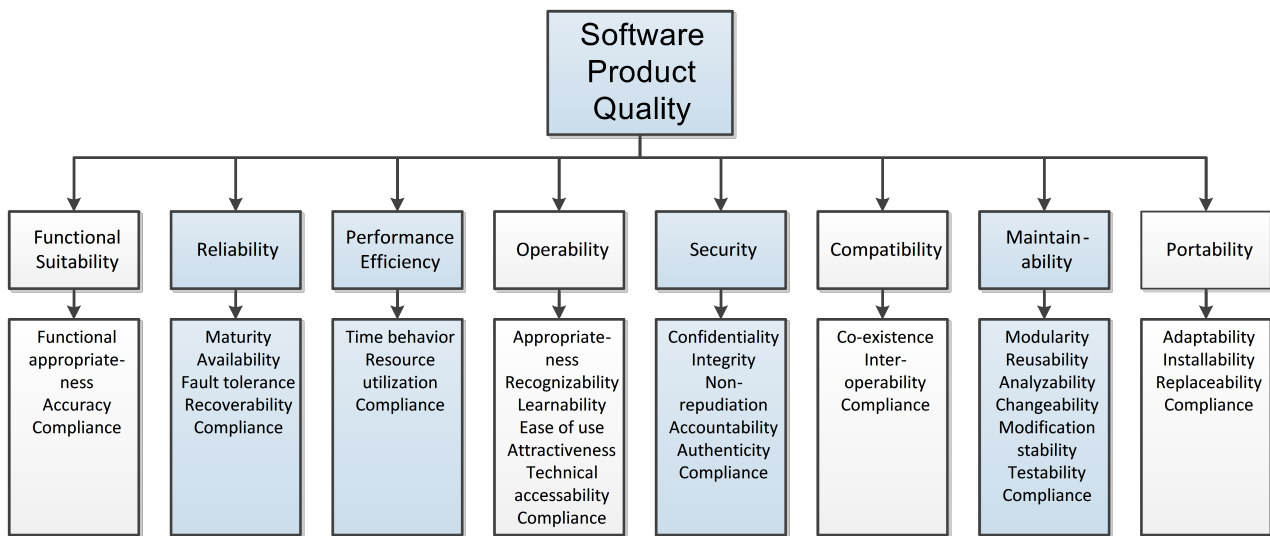 Software
Product
Quality
Functional
Suitability
Reliability
Performance
Efficiency
Operability
Security
Compatibility
Maintain-
ability
Portability
Functional
appropriate-
ness
Accuracy
Compliance
Maturity
Availability
Fault tolerance
Recoverability
Compliance
Time behavior
Resource
utilization
Compliance
Appropriate-
ness
Recognizability
Learnability
Ease of use
Attractiveness
Technical
accessability
Compliance
Confidentiality
Integrity
Non-
repudiation
Accountability
Authenticity
Compliance
Co-existence
Inter-
operability
Compliance
Modularity
Reusability
Analyzability
Changeability
Modification
stability
Testability
Compliance
Adaptability
Installability
Replaceability
Compliance